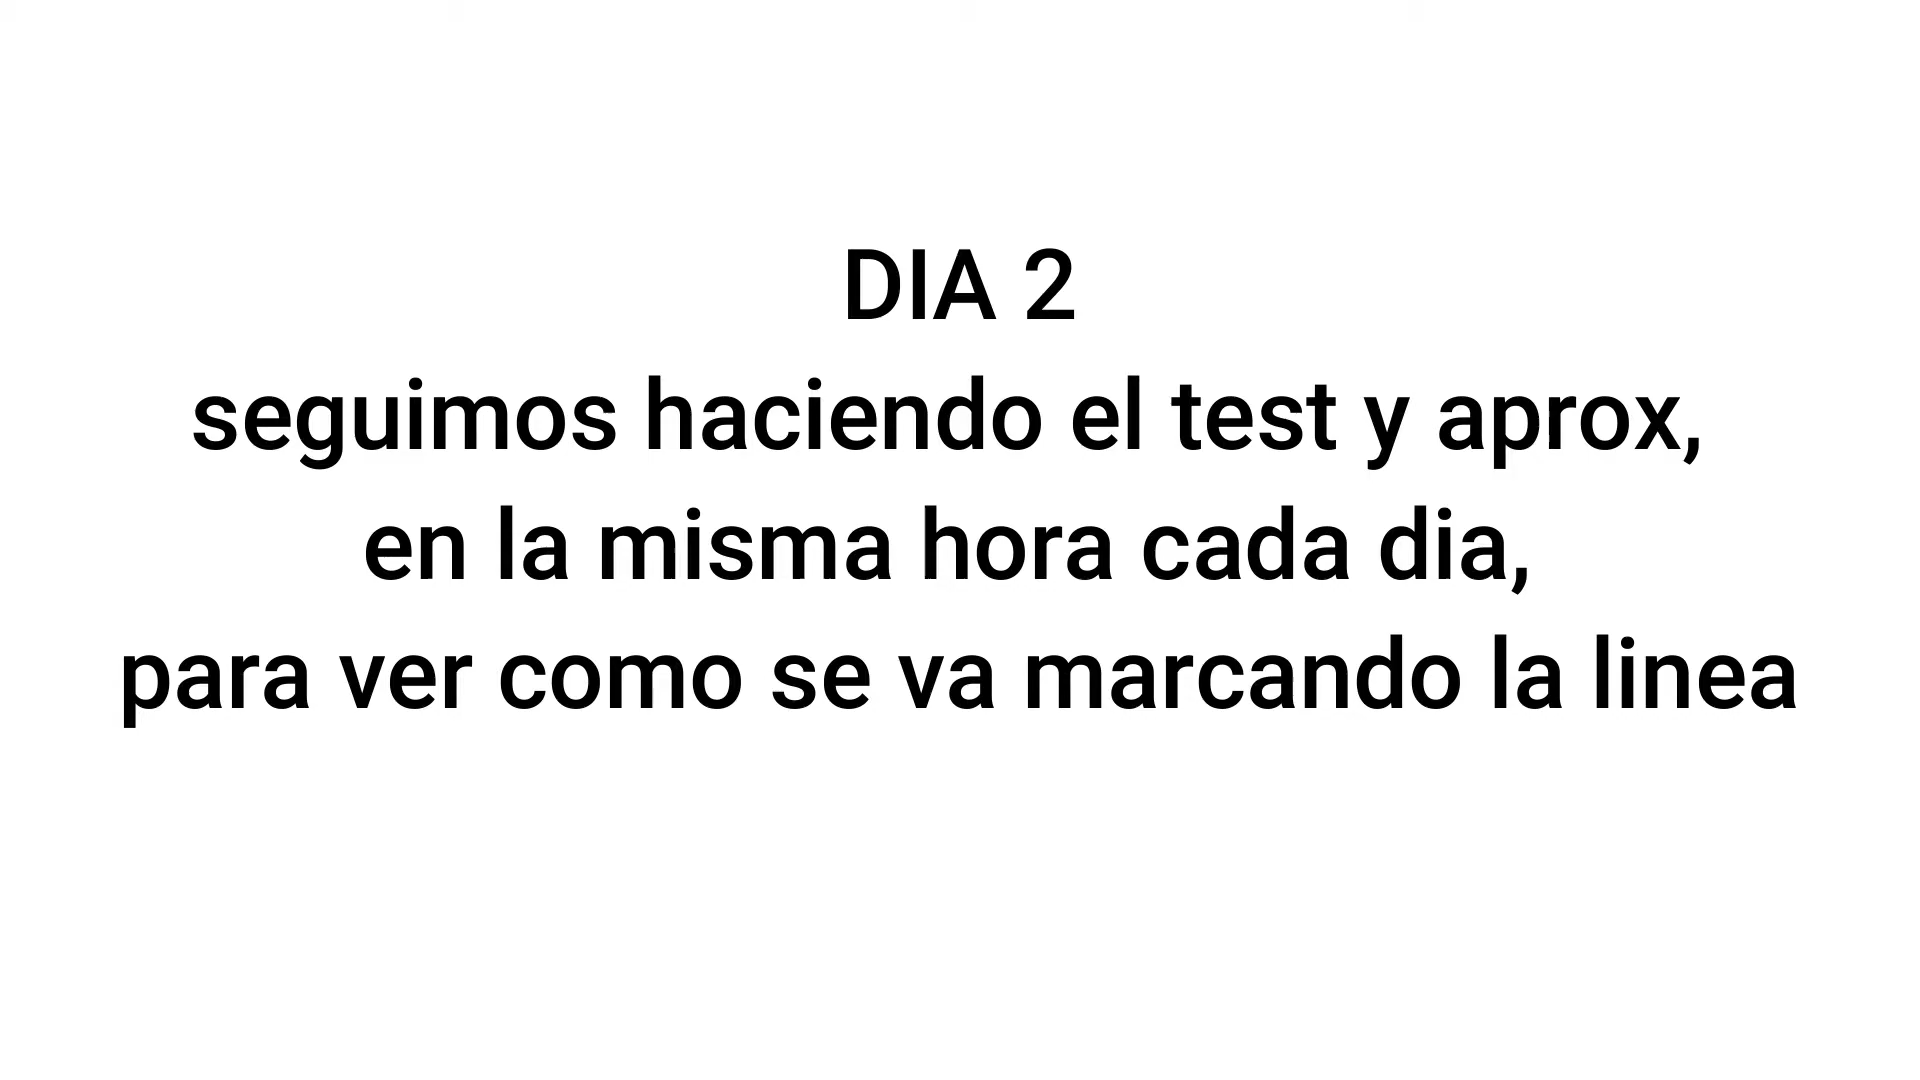 DIA 2
seguimos haciendo el test y aprox,
en la misma hora cada dia,
para ver como se va marcando la linea